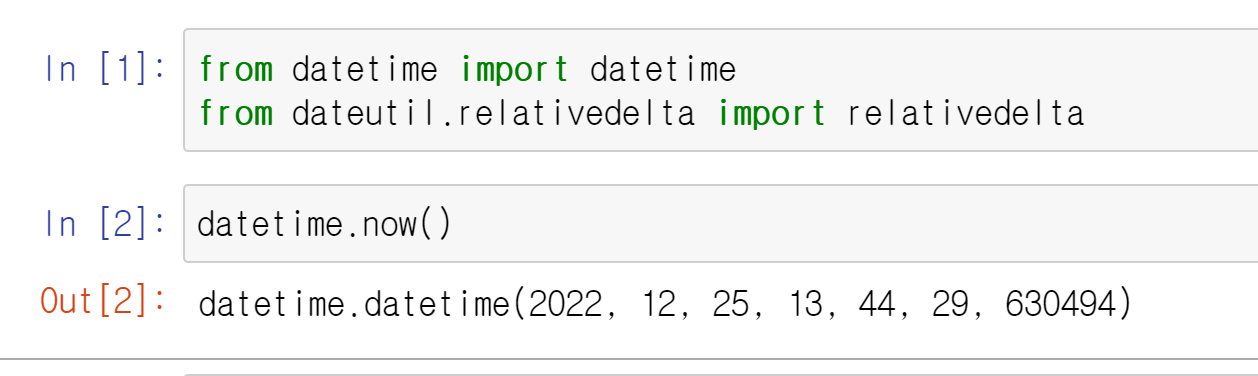 In [1]: from datetime import datetime
from dateutil.relativedelta import relativedelta
In [2]: datetime.now()
Out[2]: datetime.datetime(2022, 12, 25, 13, 44, 29, 630494)